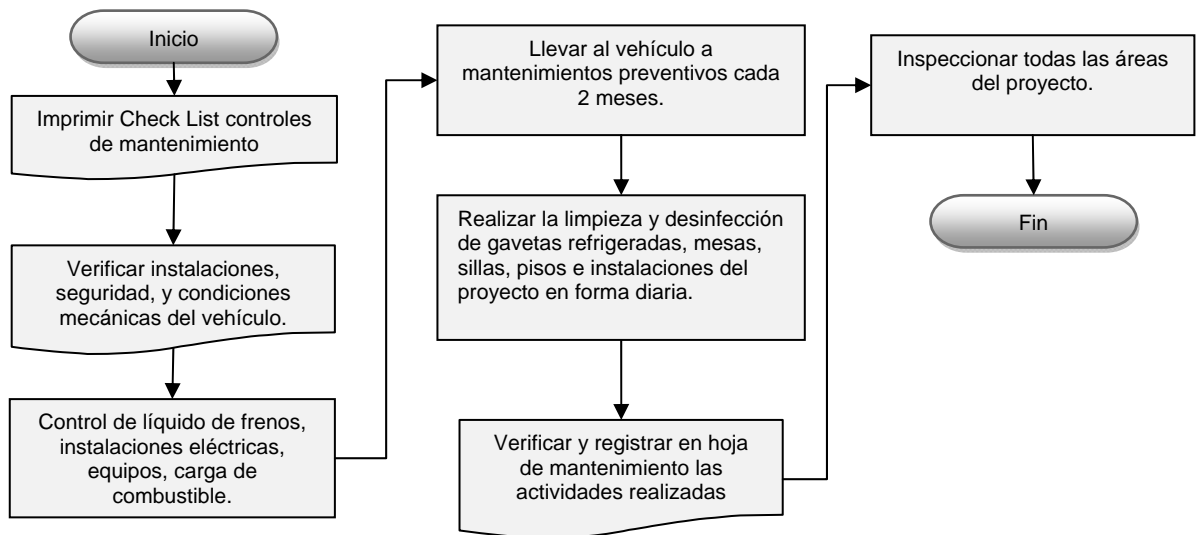 Inicio
Imprimir Check List controles
de mantenimiento
Verificar instalaciones,
seguridad, y condiciones
mecánicas del vehículo.
Control de líquido de frenos,
instalaciones eléctricas,
equipos, carga de
combustible.
Llevar al vehículo a
mantenimientos preventivos cada
2 meses.
Realizar la limpieza y desinfección
de gavetas refrigeradas, mesas,
sillas, pisos e instalaciones del
proyecto en forma diaria.
Verificar y registrar en hoja
de mantenimiento las
actividades realizadas
Inspeccionar todas las áreas
del proyecto.
Fin